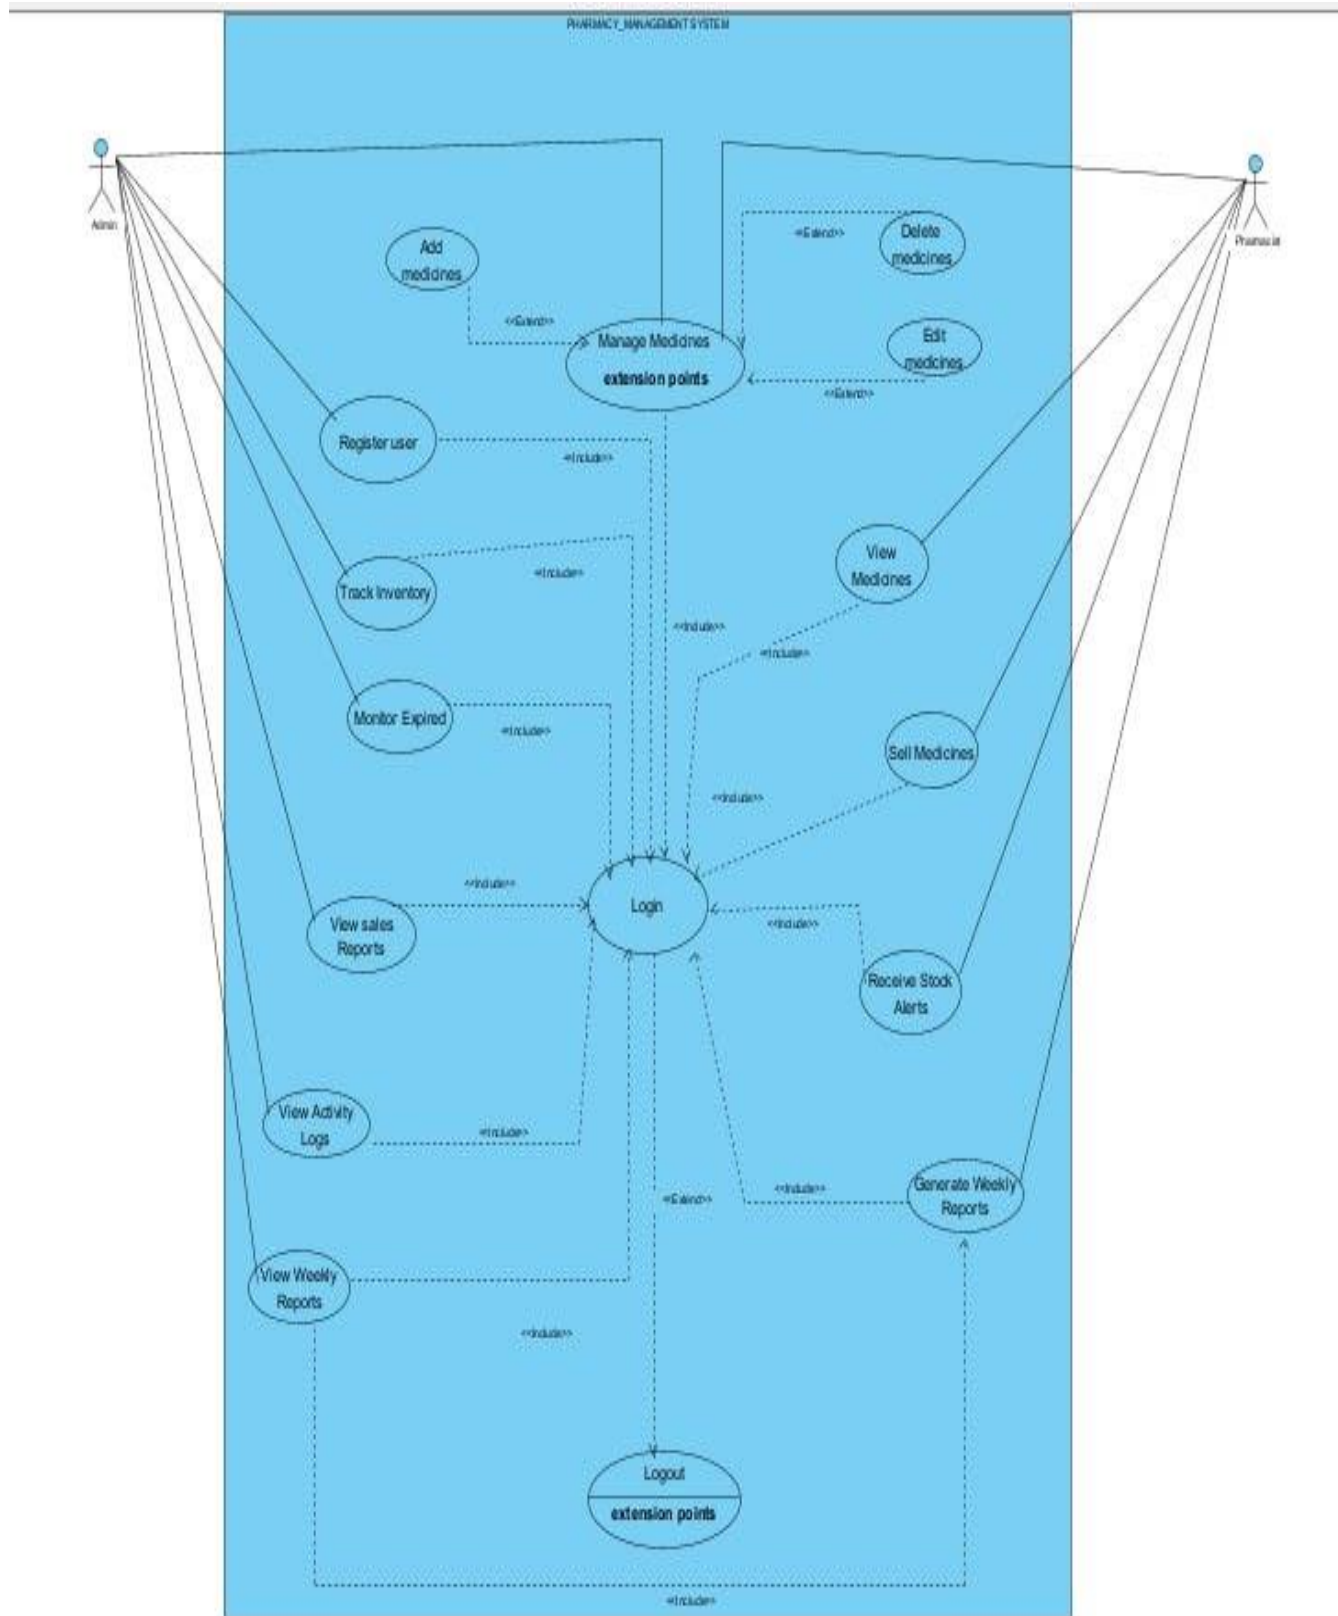 PHARMACY_MANAGEMENT SYSTEM
Admin
Pharmacist
Add
medicines
<<Extend>>
Delete
medicines
<<Extend>>
Manage Medicines
extension points
Edit
medicines
<<Extend>>
Register user
<<Include>>
Track Inventory
<<Include>>
View
Medicines
<<Include>>
<<Include>>
Monitor Expired
<<Include>>
Sell Medicines
<<Include>>
View sales
Reports
<<Include>>
Login
<<Include>>
Receive Stock
Alerts
View Activity
Logs
<<Include>>
<<Extend>>
<<Include>>
Generate Weekly
Reports
View Weekly
Reports
<<Include>>
Logout
extension points
<<Include>>